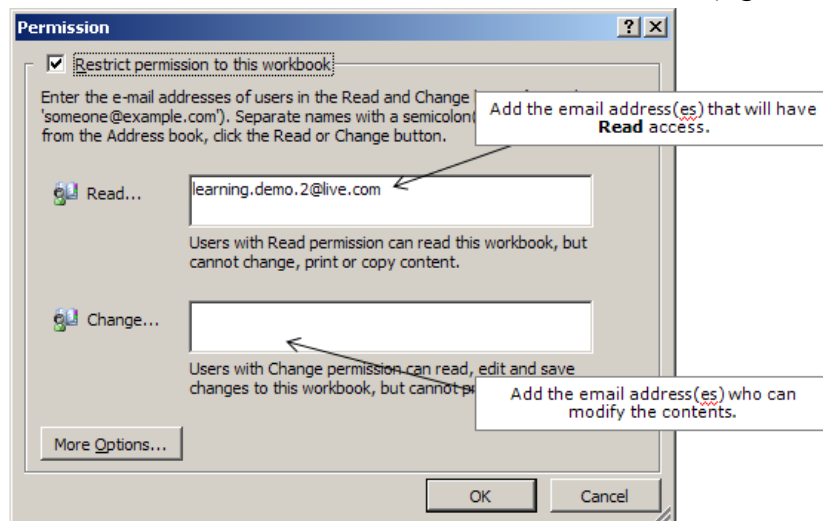 Permission
Restrict permission to this workbook
Enter the e-mail addresses of users in the Read and Change
'someone@example.com'). Separate names with a semicolon(
from the Address book, click the Read or Change button.
Add the email address(es) that will have
Read access.
Read...
learning.demo.2@live.com
Users with Read permission can read this workbook, but
cannot change, print or copy content.
Change...
Users with Change permission can read, edit and save
changes to this workbook, but cannot
Add the email address(es) who can
modify the contents.
More Options...
OK
Cancel